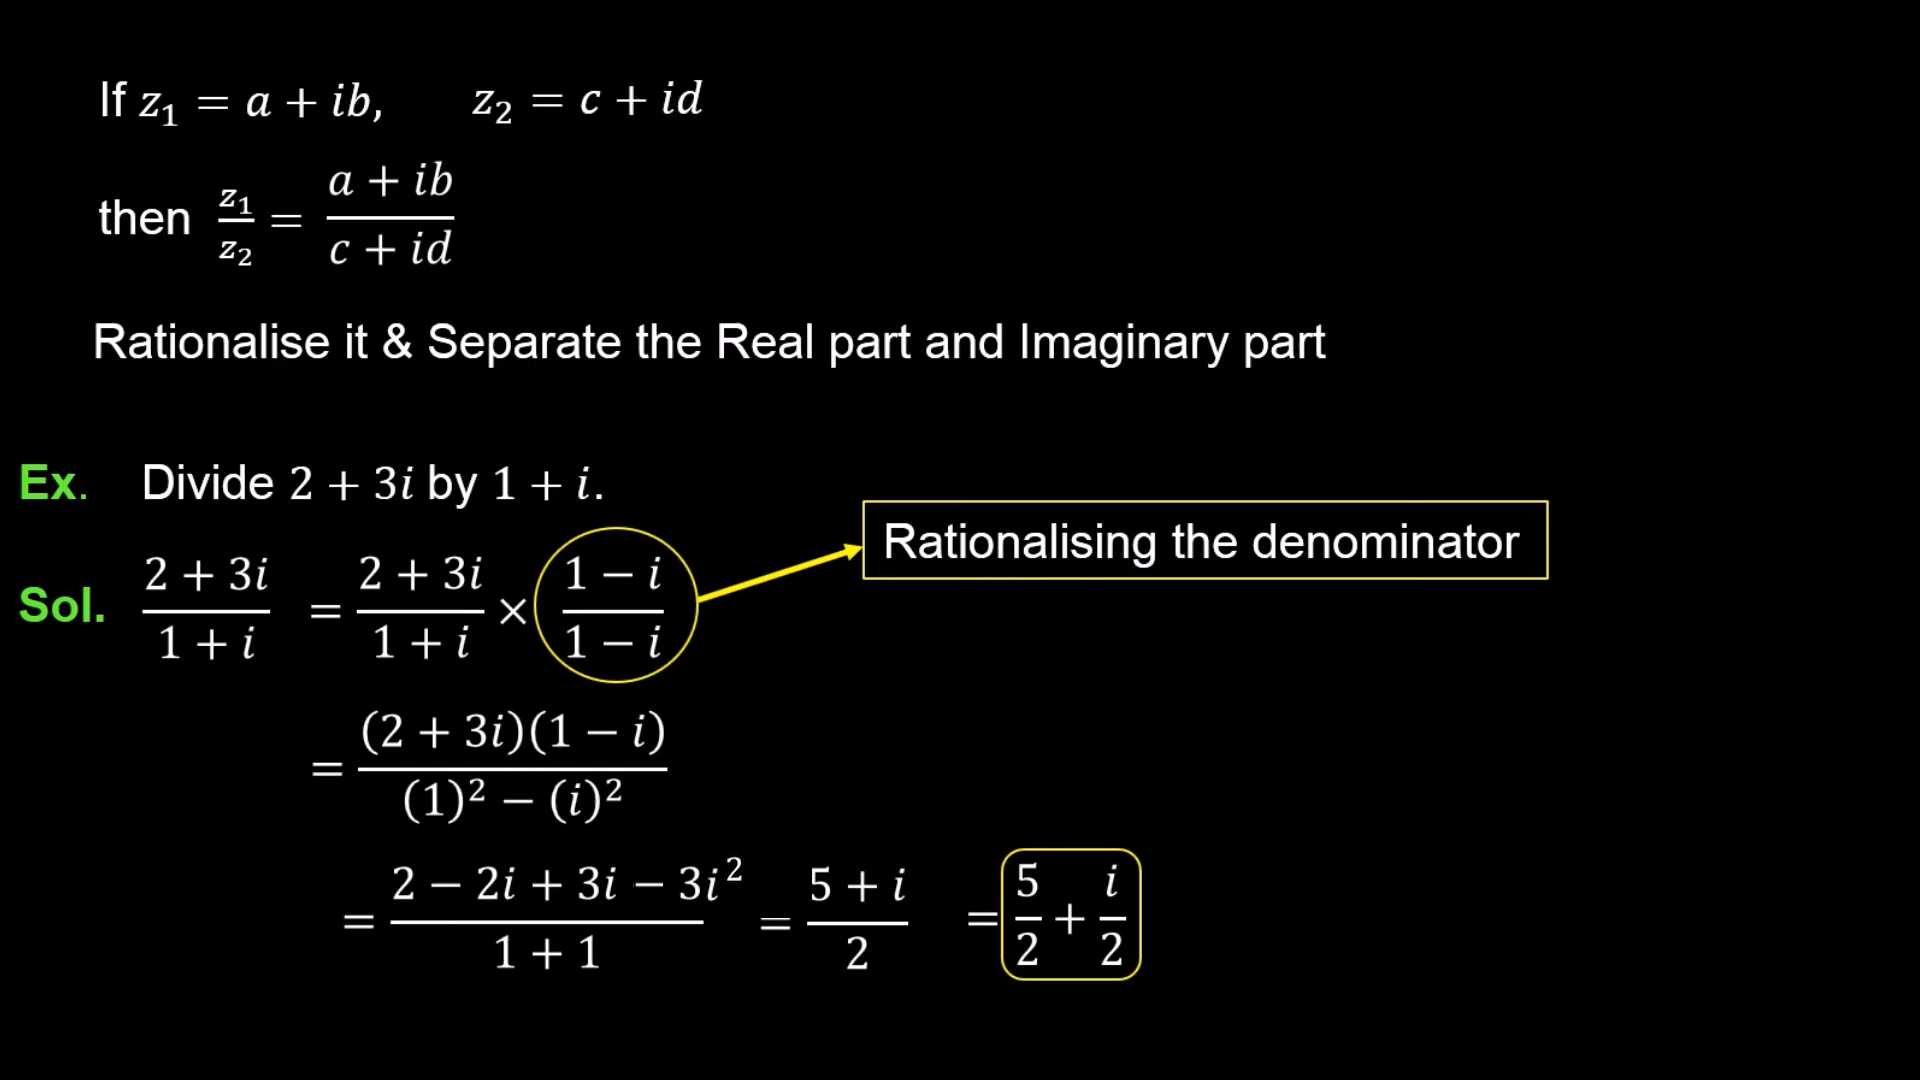 If z₁ = a + ib, z₂ = c + id
then z₁/z₂ = (a + ib)/(c + id)
Rationalise it & Separate the Real part and Imaginary part
Ex. Divide 2 + 3i by 1 + i.
Rationalising the denominator
Sol. (2 + 3i)/(1 + i) = (2 + 3i)/(1 + i) × (1 − i)/(1 − i)
= ((2 + 3i)(1 − i))/((1)² − (i)²)
= (2 − 2i + 3i − 3i²)/(1 + 1) = (5 + i)/2 = 5/2 + i/2